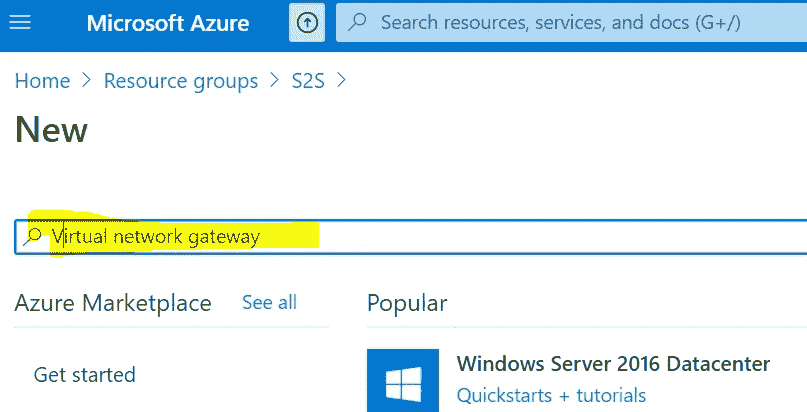 Microsoft Azure
Search resources, services, and docs (G+/)
Home > Resource groups > S2S >
New
Virtual network gateway
Azure Marketplace See all Popular
Get started
Windows Server 2016 Datacenter
Quickstarts + tutorials